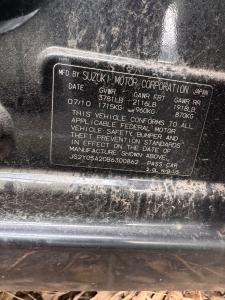 MFD BY SUZUKI MOTOR CORPORATION JAPAN
DATE GVWR GAWR FRT GAWR RR
3781LB 2116LB 1918LB
07/10 1715KG 960KG 870KG
THIS VEHICLE CONFORMS TO ALL
APPLICABLE FEDERAL MOTOR
VEHICLE SAFETY, BUMPER AND
THEFT PREVENTION STANDARDS
IN EFFECT ON THE DATE OF
MANUFACTURE SHOWN ABOVE.
JS2YC5A20B6300862 PASS.CAR